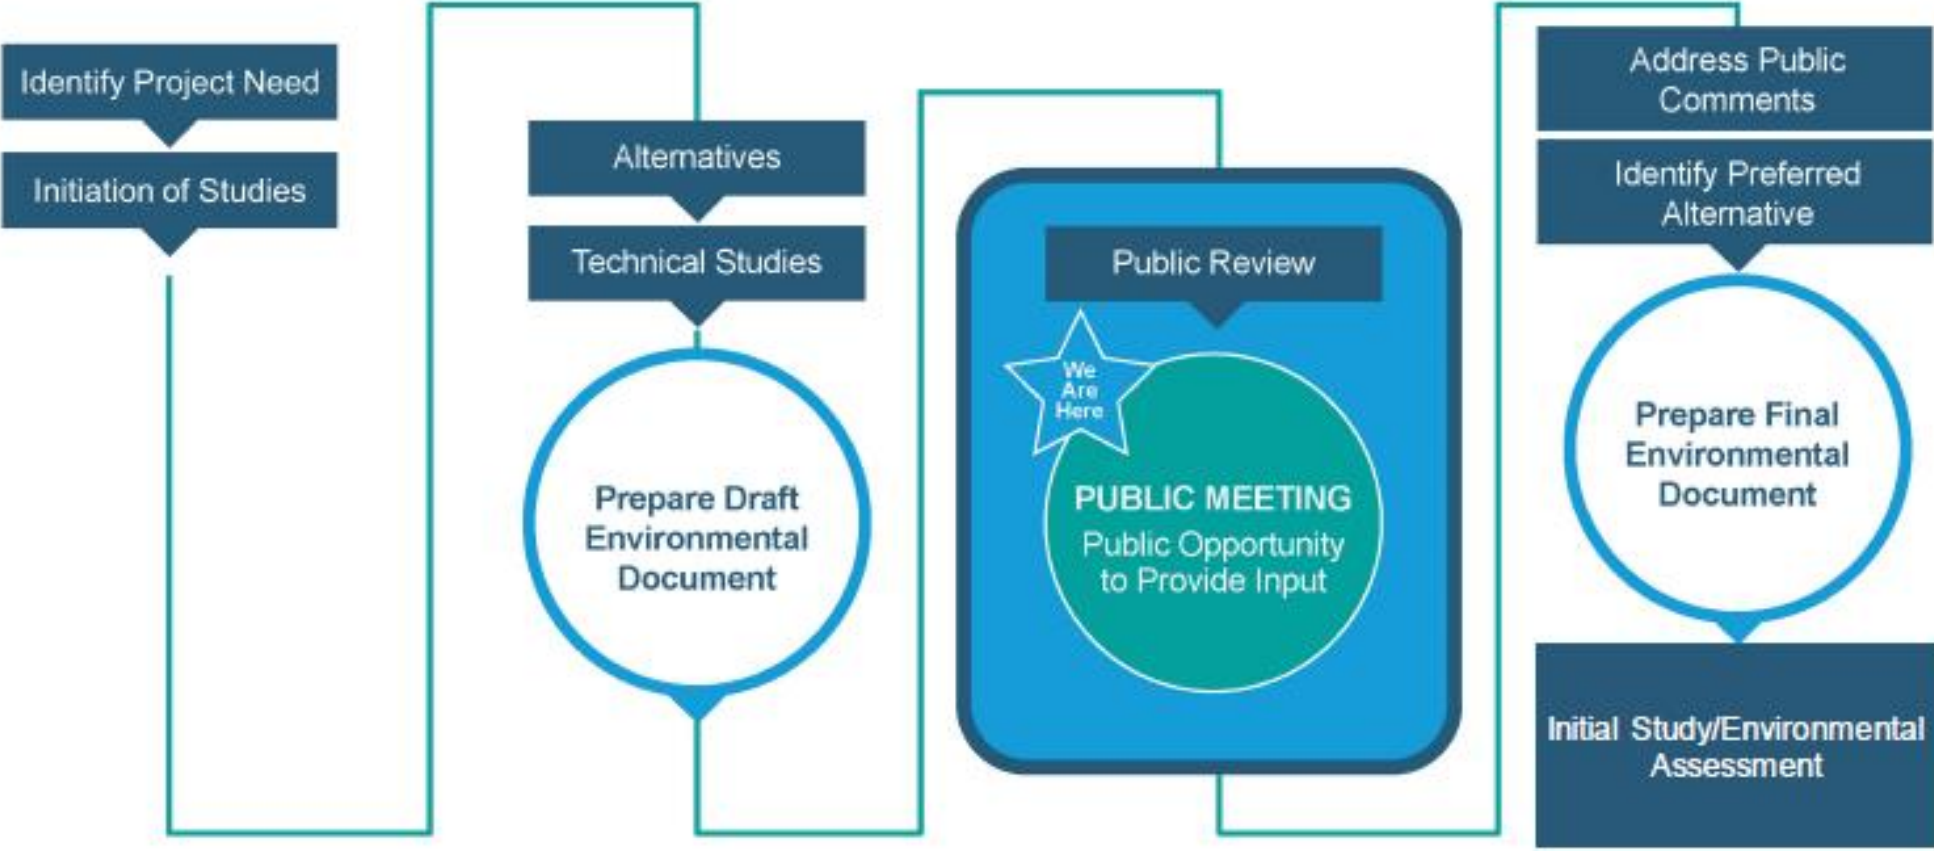 Identify Project Need
Initiation of Studies
Alternatives
Technical Studies
Prepare Draft
Environmental
Document
Public Review
We
Are
Here
PUBLIC MEETING
Public Opportunity
to Provide Input
Address Public
Comments
Identify Preferred
Alternative
Prepare Final
Environmental
Document
Initial Study/Environmental
Assessment